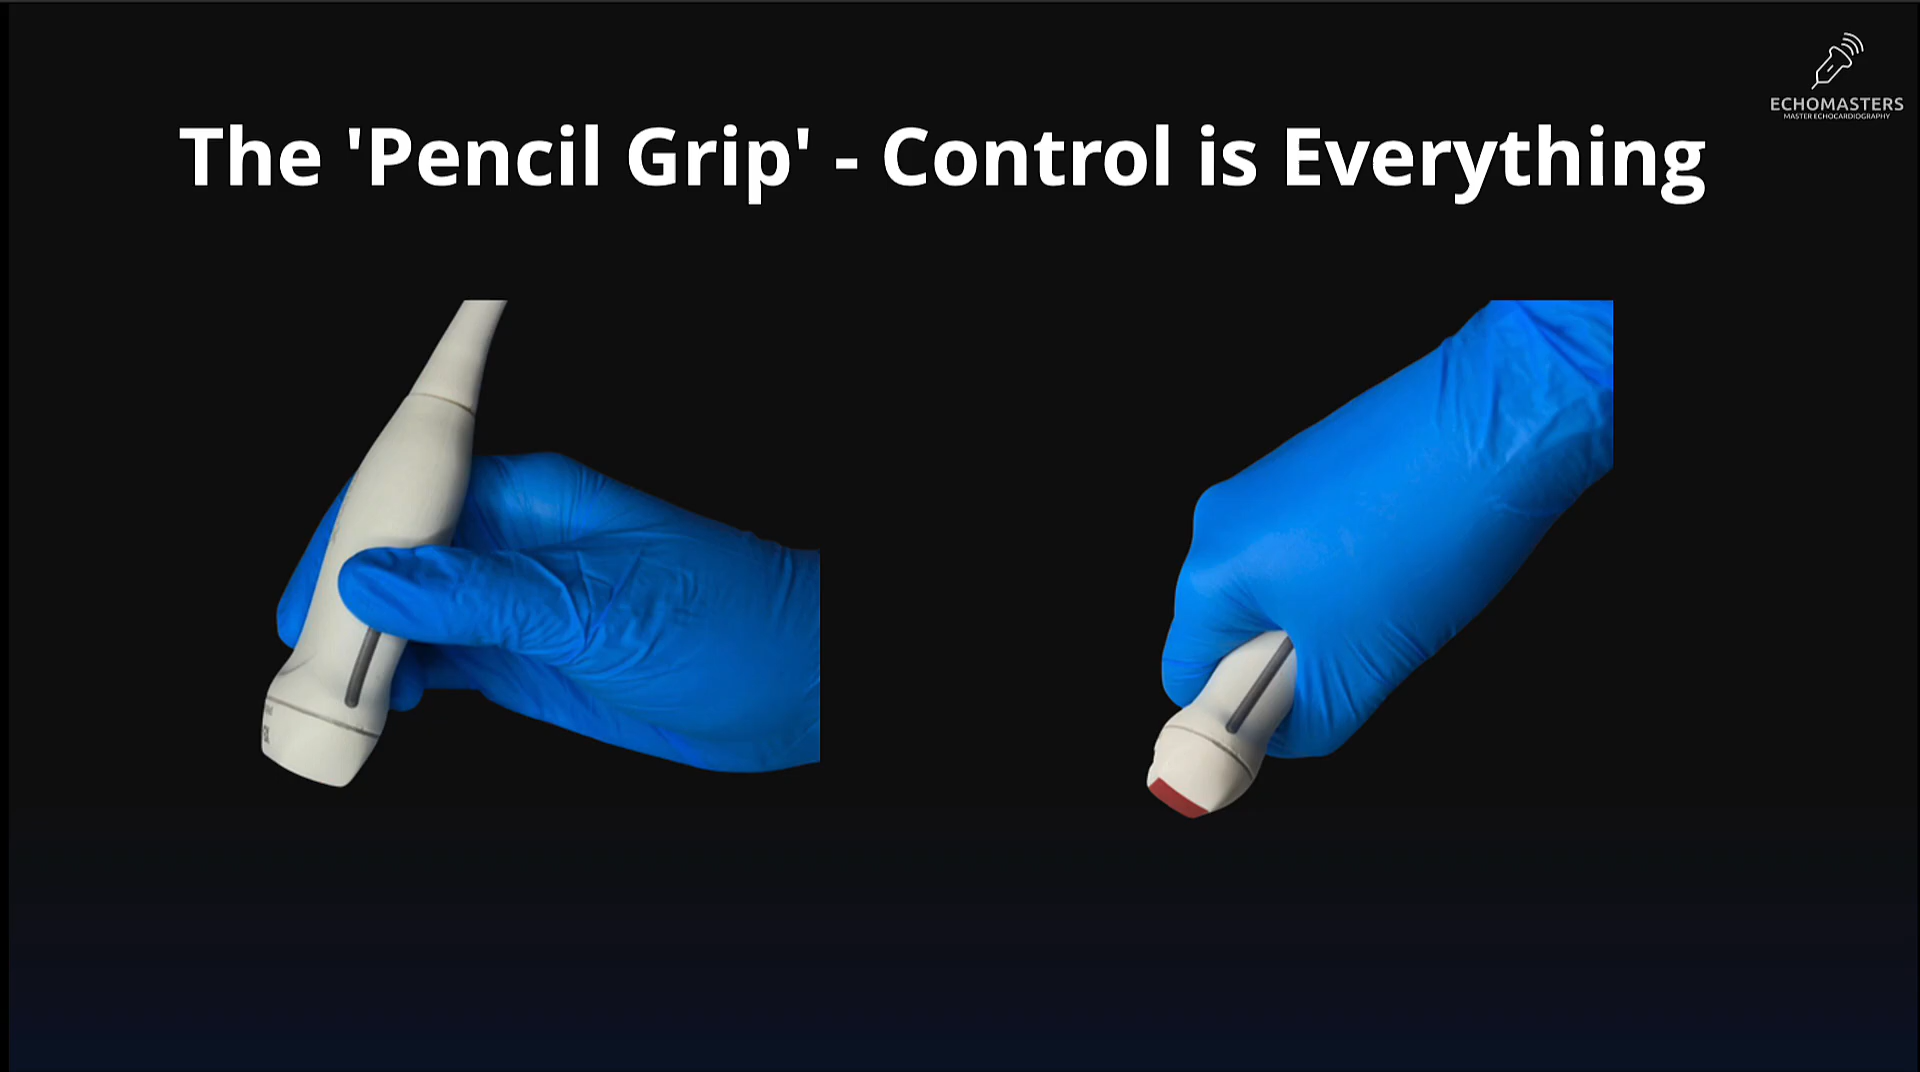 ECHOMASTERS
MASTER ECHOCARDIOGRAPHY
The 'Pencil Grip' - Control is Everything